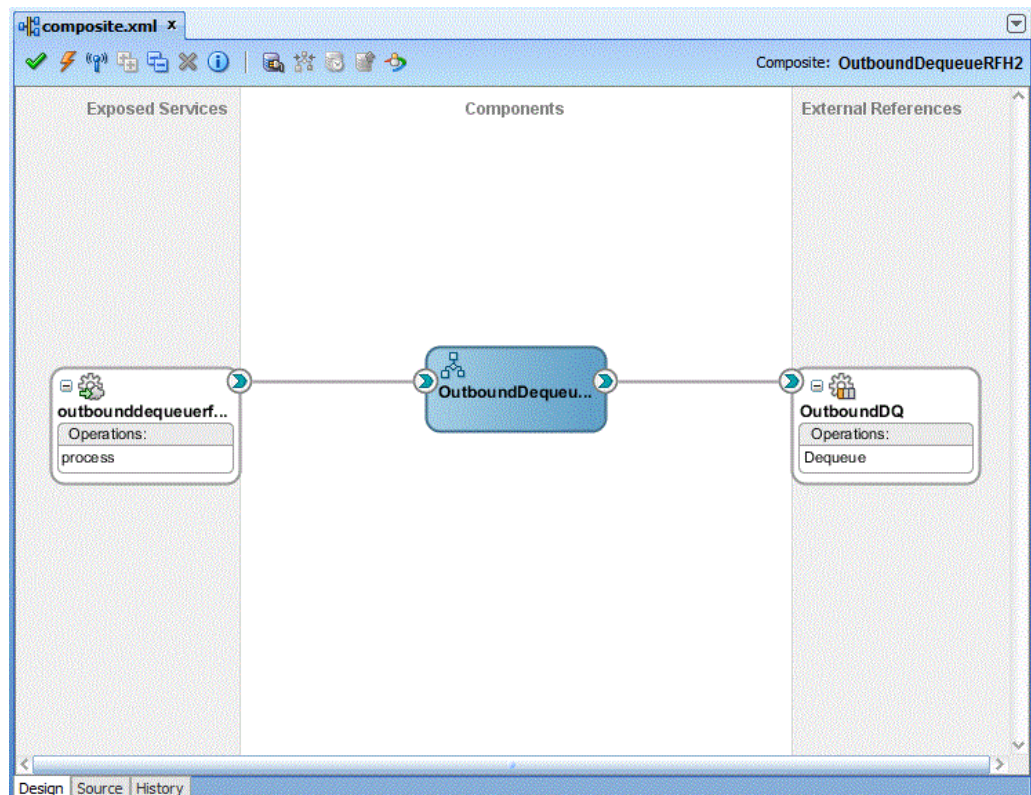 composite.xml x
Composite: OutboundDequeueRFH2
Exposed Services
Components
External References
outbounddequeuerf...
Operations:
process
OutboundDequeu...
OutboundDQ
Operations:
Dequeue
Design Source History